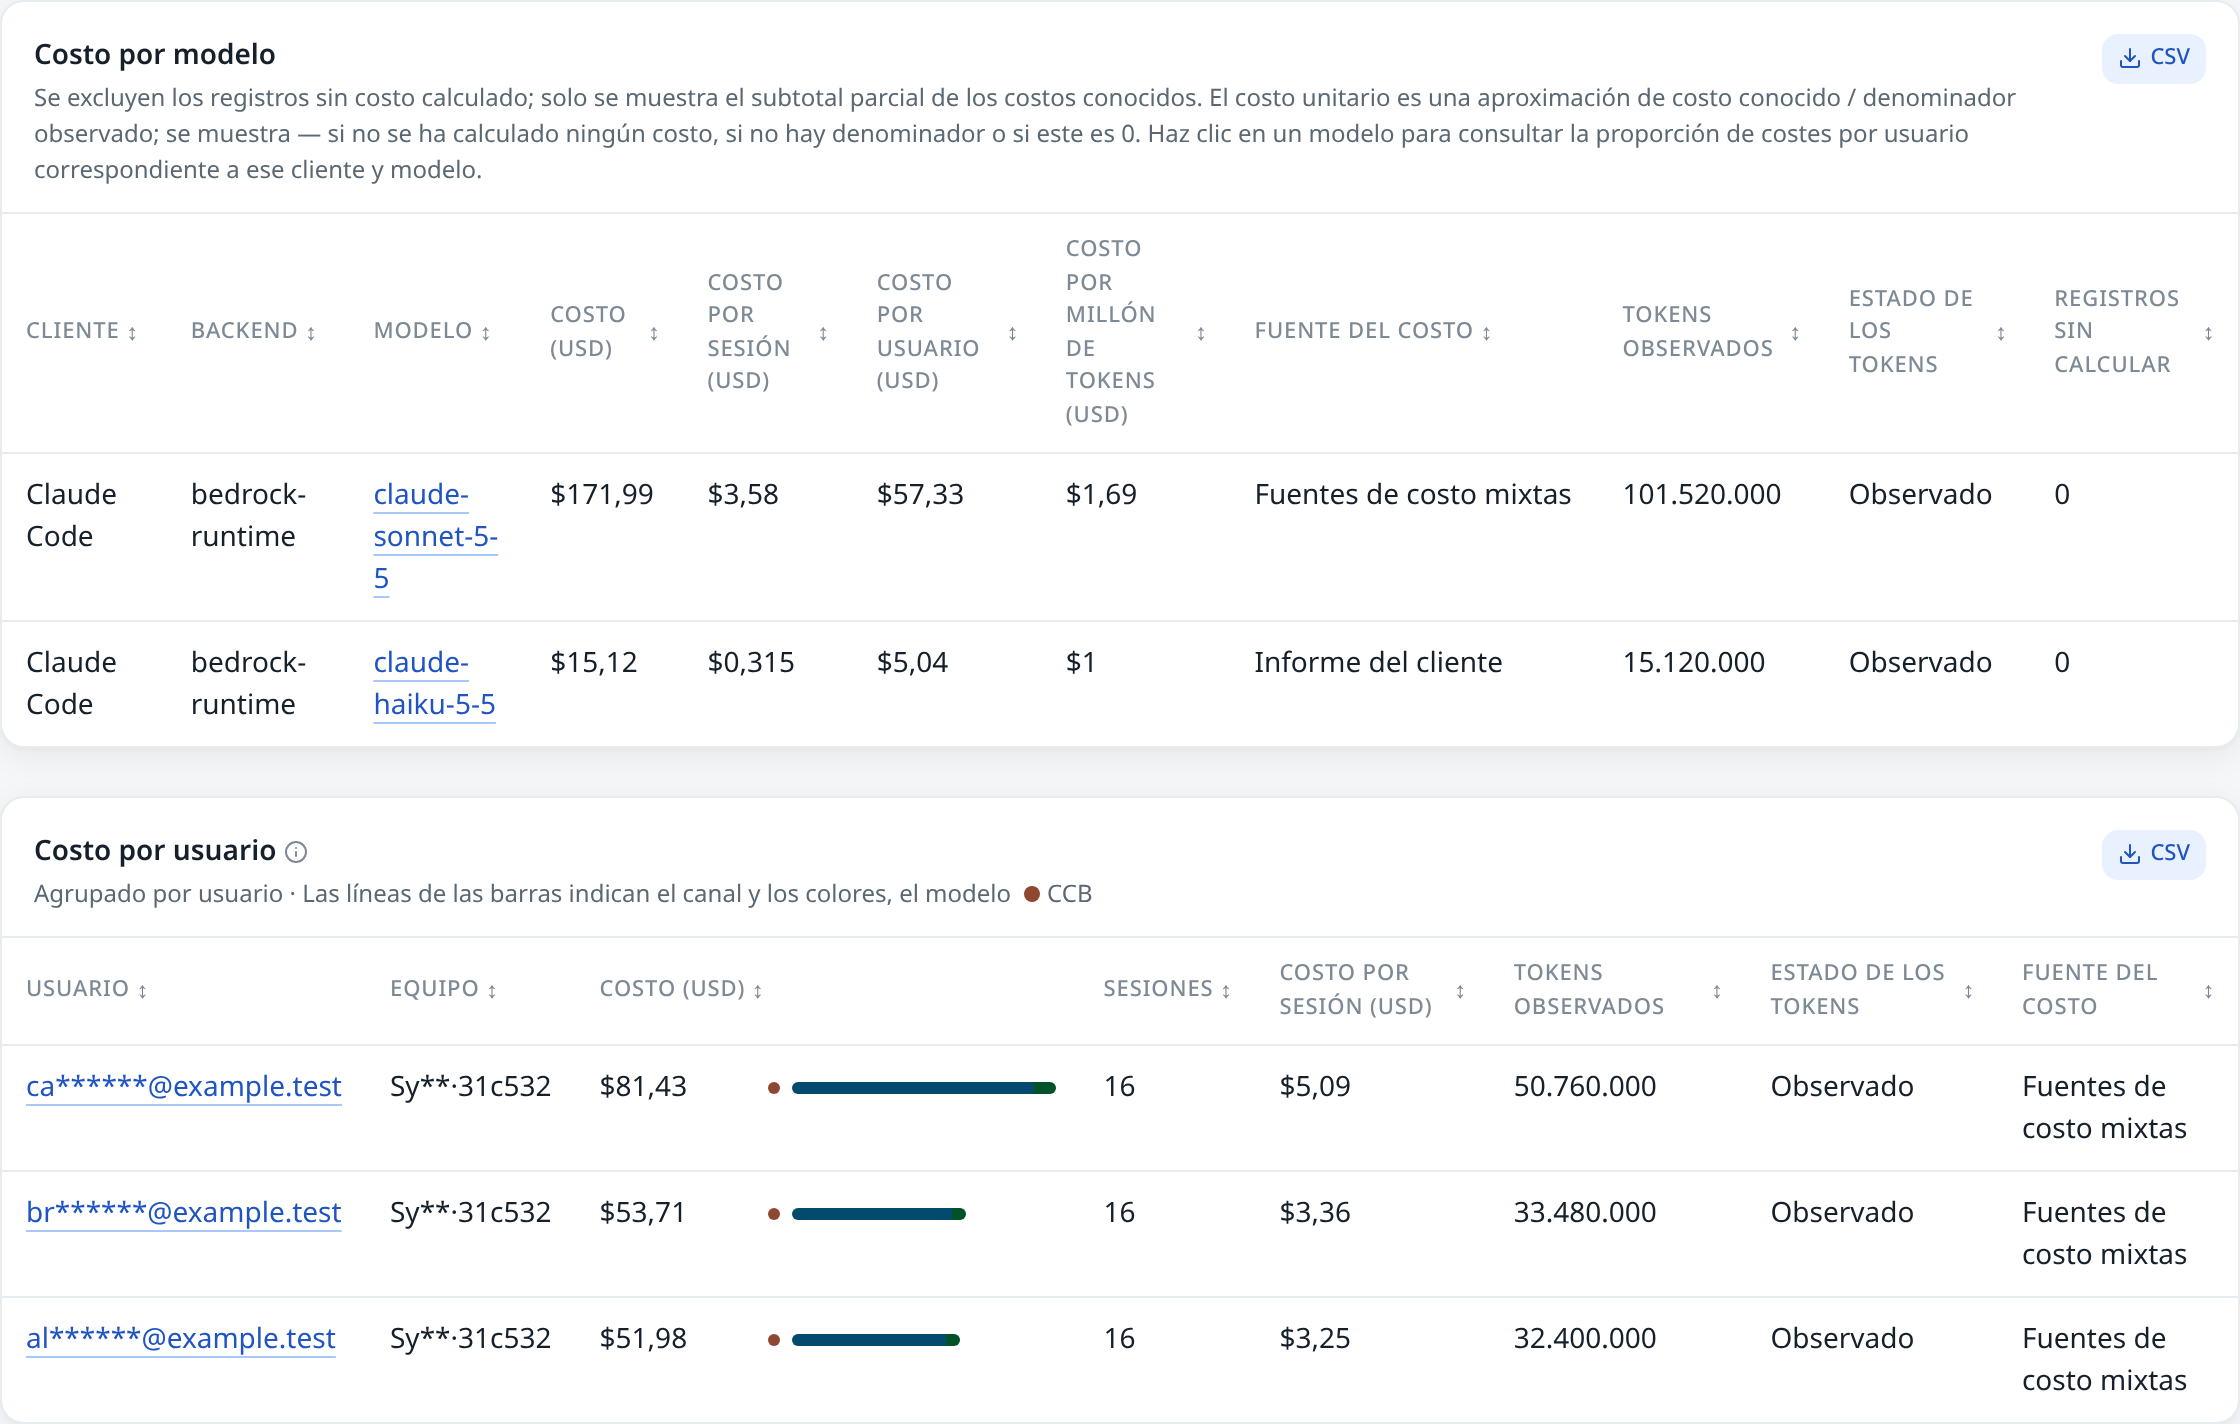 Costo por modelo
CSV
Se excluyen los registros sin costo calculado; solo se muestra el subtotal parcial de los costos conocidos. El costo unitario es una aproximación de costo conocido / denominador
observado; se muestra — si no se ha calculado ningún costo, si no hay denominador o si este es 0. Haz clic en un modelo para consultar la proporción de costes por usuario
correspondiente a ese cliente y modelo.
CLIENTE ↕ BACKEND ↕ MODELO ↕ COSTO (USD) ↕ COSTO POR SESIÓN (USD) ↕ COSTO POR USUARIO (USD) ↕ COSTO POR MILLÓN DE TOKENS (USD) ↕ FUENTE DEL COSTO ↕ TOKENS OBSERVADOS ↕ ESTADO DE LOS TOKENS ↕ REGISTROS SIN CALCULAR ↕
Claude Code bedrock-runtime claude-sonnet-5-5 $171,99 $3,58 $57,33 $1,69 Fuentes de costo mixtas 101.520.000 Observado 0
Claude Code bedrock-runtime claude-haiku-5-5 $15,12 $0,315 $5,04 $1 Informe del cliente 15.120.000 Observado 0
Costo por usuario
CSV
Agrupado por usuario · Las líneas de las barras indican el canal y los colores, el modelo ● CCB
USUARIO ↕ EQUIPO ↕ COSTO (USD) ↕ SESIONES ↕ COSTO POR SESIÓN (USD) ↕ TOKENS OBSERVADOS ↕ ESTADO DE LOS TOKENS ↕ FUENTE DEL COSTO ↕
ca******@example.test Sy**·31c532 $81,43 16 $5,09 50.760.000 Observado Fuentes de costo mixtas
br******@example.test Sy**·31c532 $53,71 16 $3,36 33.480.000 Observado Fuentes de costo mixtas
al******@example.test Sy**·31c532 $51,98 16 $3,25 32.400.000 Observado Fuentes de costo mixtas